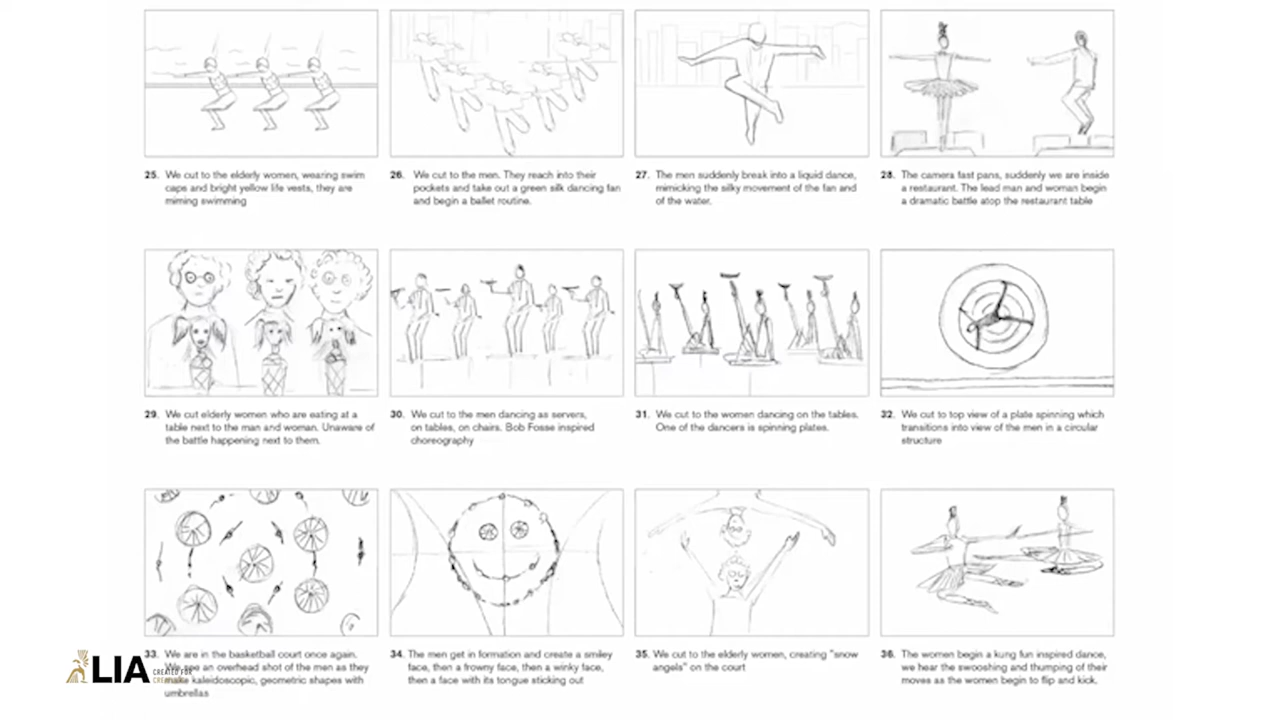 25. We cut to the elderly women, wearing swim
caps and bright yellow life vests, they are
miming swimming
26. We cut to the men. They reach into their
pockets and take out a green silk dancing fan
and begin a ballet routine.
27. The men suddenly break into a liquid dance,
mimicking the silky movement of the fan and
of the water.
28. The camera fast pans, suddenly we are inside
a restaurant. The lead man and woman begin
a dramatic battle atop the restaurant table
29. We cut elderly women who are eating at a
table next to the man and woman. Unaware of
the battle happening next to them.
30. We cut to the men dancing as servers,
on tables, on chairs. Bob Fosse inspired
choreography
31. We cut to the women dancing on the tables.
One of the dancers is spinning plates.
32. We cut to top view of a plate spinning which
transitions into view of the men in a circular
structure
33. We are in the basketball court once again.
We see an overhead shot of the men as they
make kaleidoscopic, geometric shapes with
umbrellas
34. The men get in formation and create a smiley
face, then a frowny face, then a winky face,
then a face with its tongue sticking out
35. We cut to the elderly women, creating "snow
angels" on the court
36. The women begin a kung fun inspired dance,
we hear the swooshing and thumping of their
moves as the women begin to flip and kick.
LIA
CREATED FOR